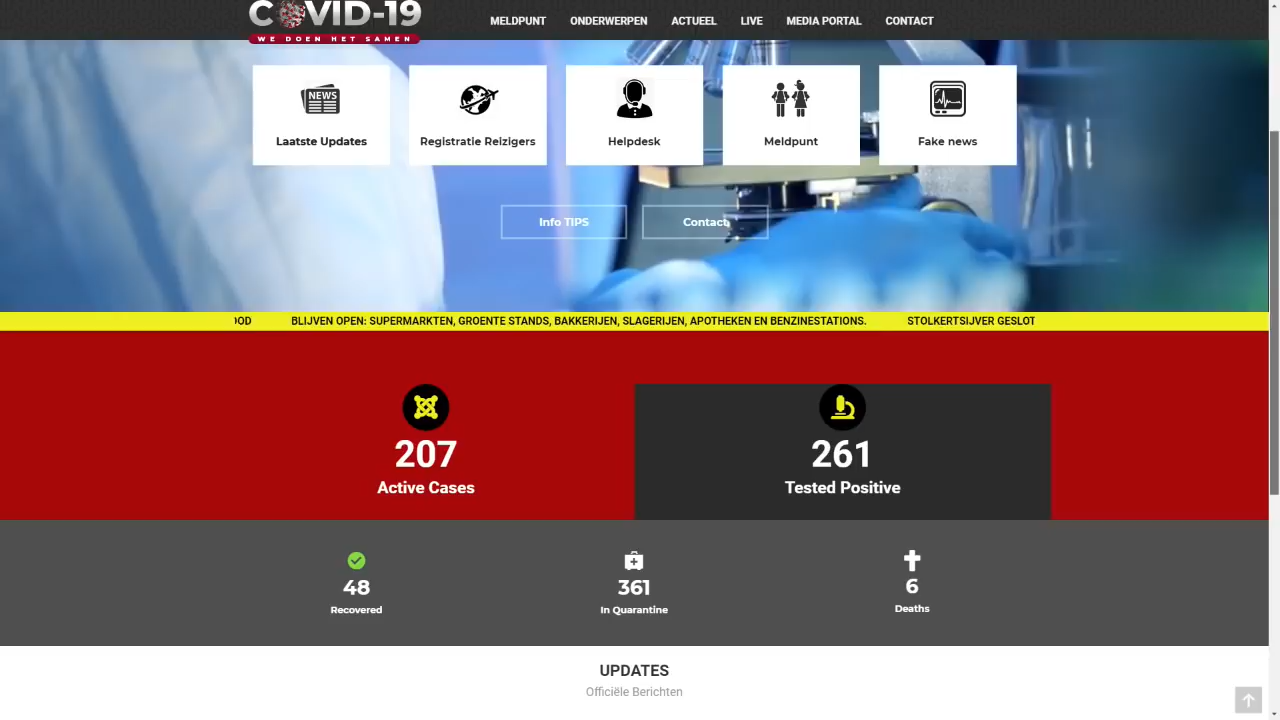 COVID-19
WE DOEN HET SAMEN
MELDPUNT ONDERWERPEN ACTUEEL LIVE MEDIA PORTAL CONTACT
NEWS
Laatste Updates Registratie Reizigers Helpdesk Meldpunt Fake news
Info TIPS Contact
OOD BLIJVEN OPEN: SUPERMARKTEN, GROENTE STANDS, BAKKERIJEN, SLAGERIJEN, APOTHEKEN EN BENZINESTATIONS. STOLKERTSIJVER GESLOT
207 261
Active Cases Tested Positive
48 361 6
Recovered In Quarantine Deaths
UPDATES
Officiële Berichten